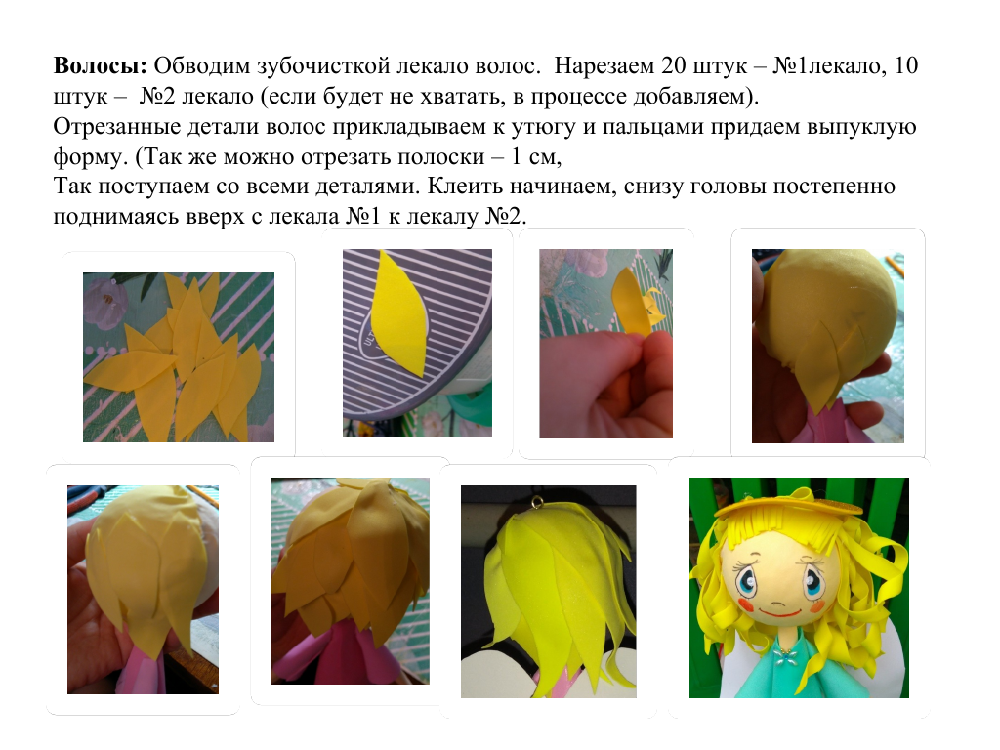 Волосы: Обводим зубочисткой лекало волос.  Нарезаем 20 штук – №1лекало, 10
штук –  №2 лекало (если будет не хватать, в процессе добавляем).
Отрезанные детали волос прикладываем к утюгу и пальцами придаем выпуклую
форму. (Так же можно отрезать полоски – 1 см,
Так поступаем со всеми деталями. Клеить начинаем, снизу головы постепенно
поднимаясь вверх с лекала №1 к лекалу №2.